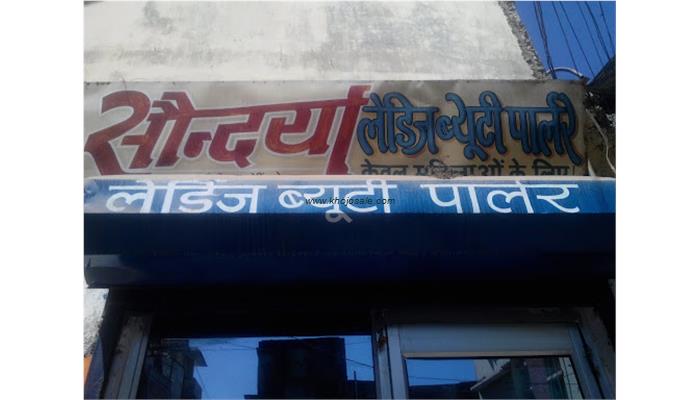 सौन्दर्या लेडिज ब्यूटी पार्लर
केवल महिलाओं के लिए
लेडिज ब्यूटी पार्लर
www.khojosale.com